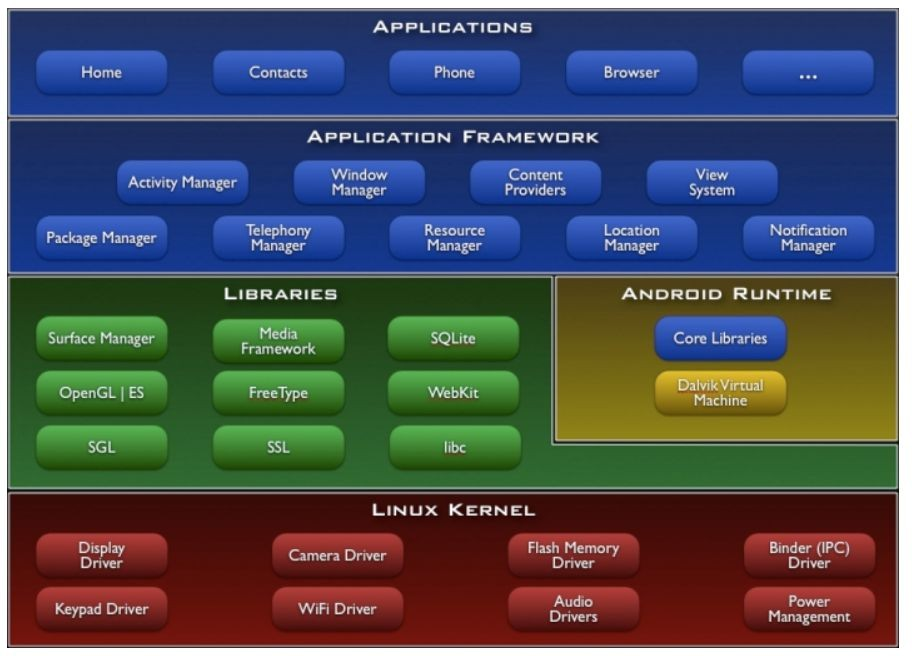 APPLICATIONS
Home
Contacts
Phone
Browser
...
APPLICATION FRAMEWORK
Activity Manager
Window
Manager
Content
Providers
View
System
Package Manager
Telephony
Manager
Resource
Manager
Location
Manager
Notification
Manager
LIBRARIES
Surface Manager
Media
Framework
SQLite
OpenGL | ES
FreeType
WebKit
SGL
SSL
libc
ANDROID RUNTIME
Core Libraries
Dalvik Virtual
Machine
LINUX KERNEL
Display
Driver
Camera Driver
Flash Memory
Driver
Binder (IPC)
Driver
Keypad Driver
WiFi Driver
Audio
Drivers
Power
Management